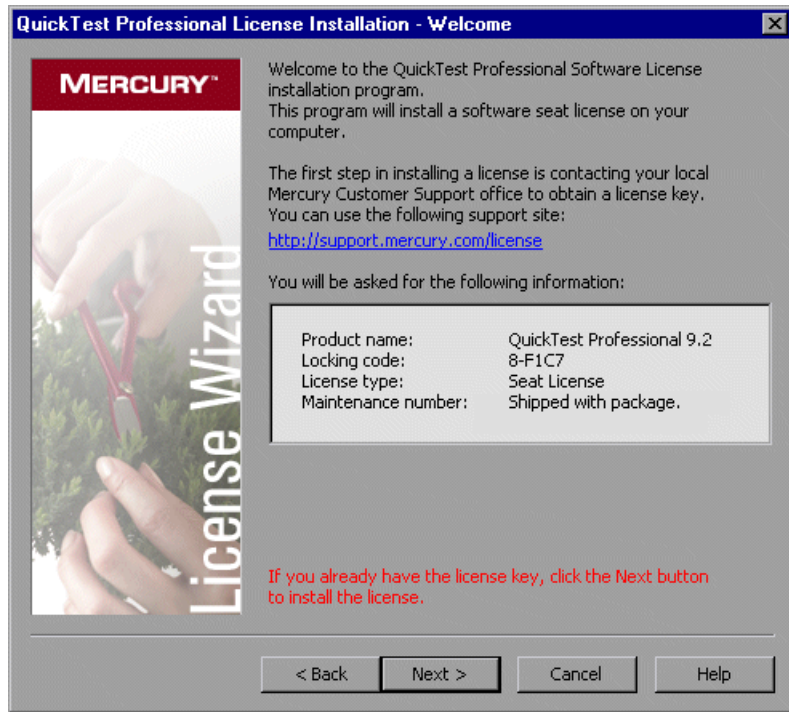 QuickTest Professional License Installation - Welcome
MERCURY™
License Wizard
Welcome to the QuickTest Professional Software License
installation program.
This program will install a software seat license on your
computer.
The first step in installing a license is contacting your local
Mercury Customer Support office to obtain a license key.
You can use the following support site:
http://support.mercury.com/license
You will be asked for the following information:
Product name: QuickTest Professional 9.2
Locking code: 8-F1C7
License type: Seat License
Maintenance number: Shipped with package.
If you already have the license key, click the Next button
to install the license.
< Back Next > Cancel Help